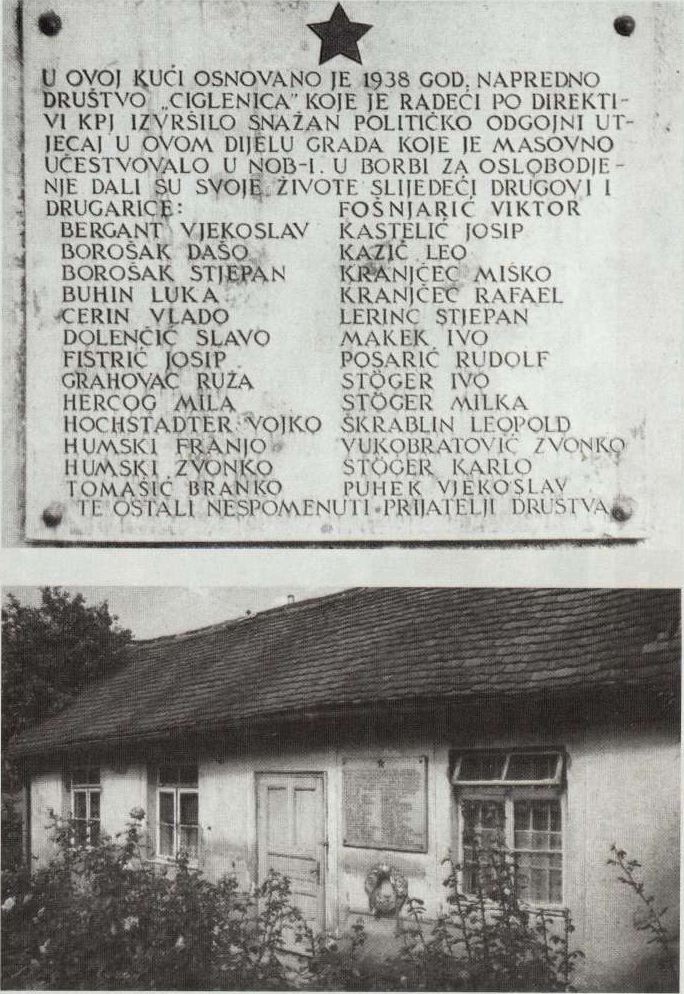 U OVOJ KUĆI OSNOVANO JE 1938 GOD. NAPREDNO
DRUŠTVO „CIGLENICA" KOJE JE RADEĆI PO DIREKTI-
VI KPJ IZVRŠILO SNAŽAN POLITIČKO ODGOJNI UT-
JECAJ U OVOM DIJELU GRADA KOJE JE MASOVNO
UČESTVOVALO U NOB-I. U BORBI ZA OSLOBODJE-
NJE DALI SU SVOJE ŽIVOTE SLIJEDEĆI DRUGOVI I
DRUGARICE: FOŠNJARIĆ VIKTOR
BERGANT VJEKOSLAV KASTELIĆ JOSIP
BOROŠAK DAŠO KAZIĆ LEO
BOROŠAK STJEPAN KRANJČEC MIŠKO
BUHIN LUKA KRANJČEC RAFAEL
CERIN VLADO LERINC STJEPAN
DOLENČIĆ SLAVO MAKEK IVO
FISTRIĆ JOSIP POSARIĆ RUDOLF
GRAHOVAC RUŽA STÖGER IVO
HERCOG MILA STÖGER MILKA
HOCHSTADTER VOJKO ŠKRABLIN LEOPOLD
HUMSKI FRANJO VUKOBRATOVIĆ ZVONKO
HUMSKI ZVONKO STÖGER KARLO
TOMAŠIĆ BRANKO PUHEK VJEKOSLAV
TE OSTALI NESPOMENUTI PRIJATELJI DRUŠTVA